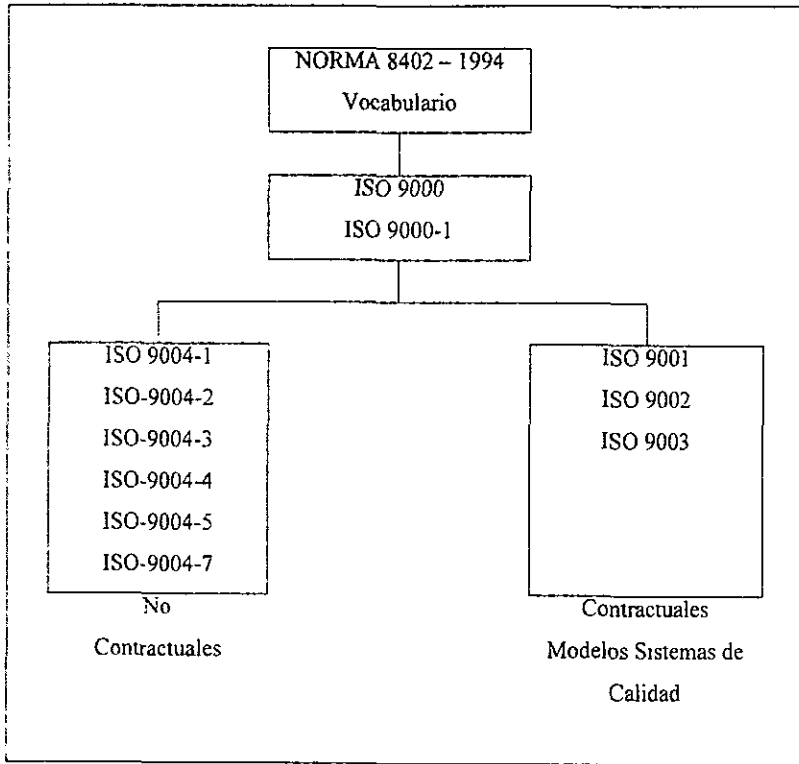 NORMA 8402 – 1994
Vocabulario
ISO 9000
ISO 9000-1
ISO 9004-1
ISO-9004-2
ISO-9004-3
ISO-9004-4
ISO-9004-5
ISO-9004-7
No
Contractuales
ISO 9001
ISO 9002
ISO 9003
Contractuales
Modelos Sistemas de
Calidad